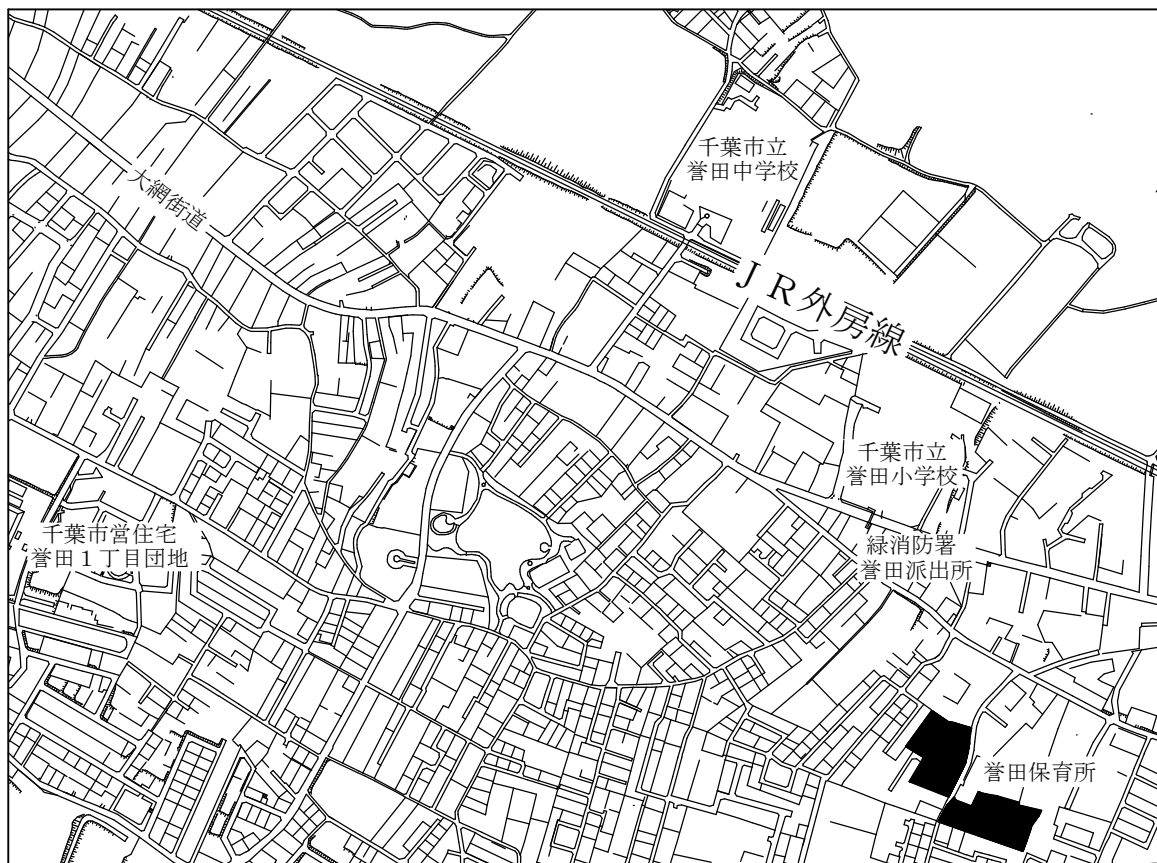 千葉市立
誉田中学校
大網街道
ＪＲ外房線
千葉市立
誉田小学校
千葉市営住宅
誉田１丁目団地
緑消防署
誉田派出所
誉田保育所